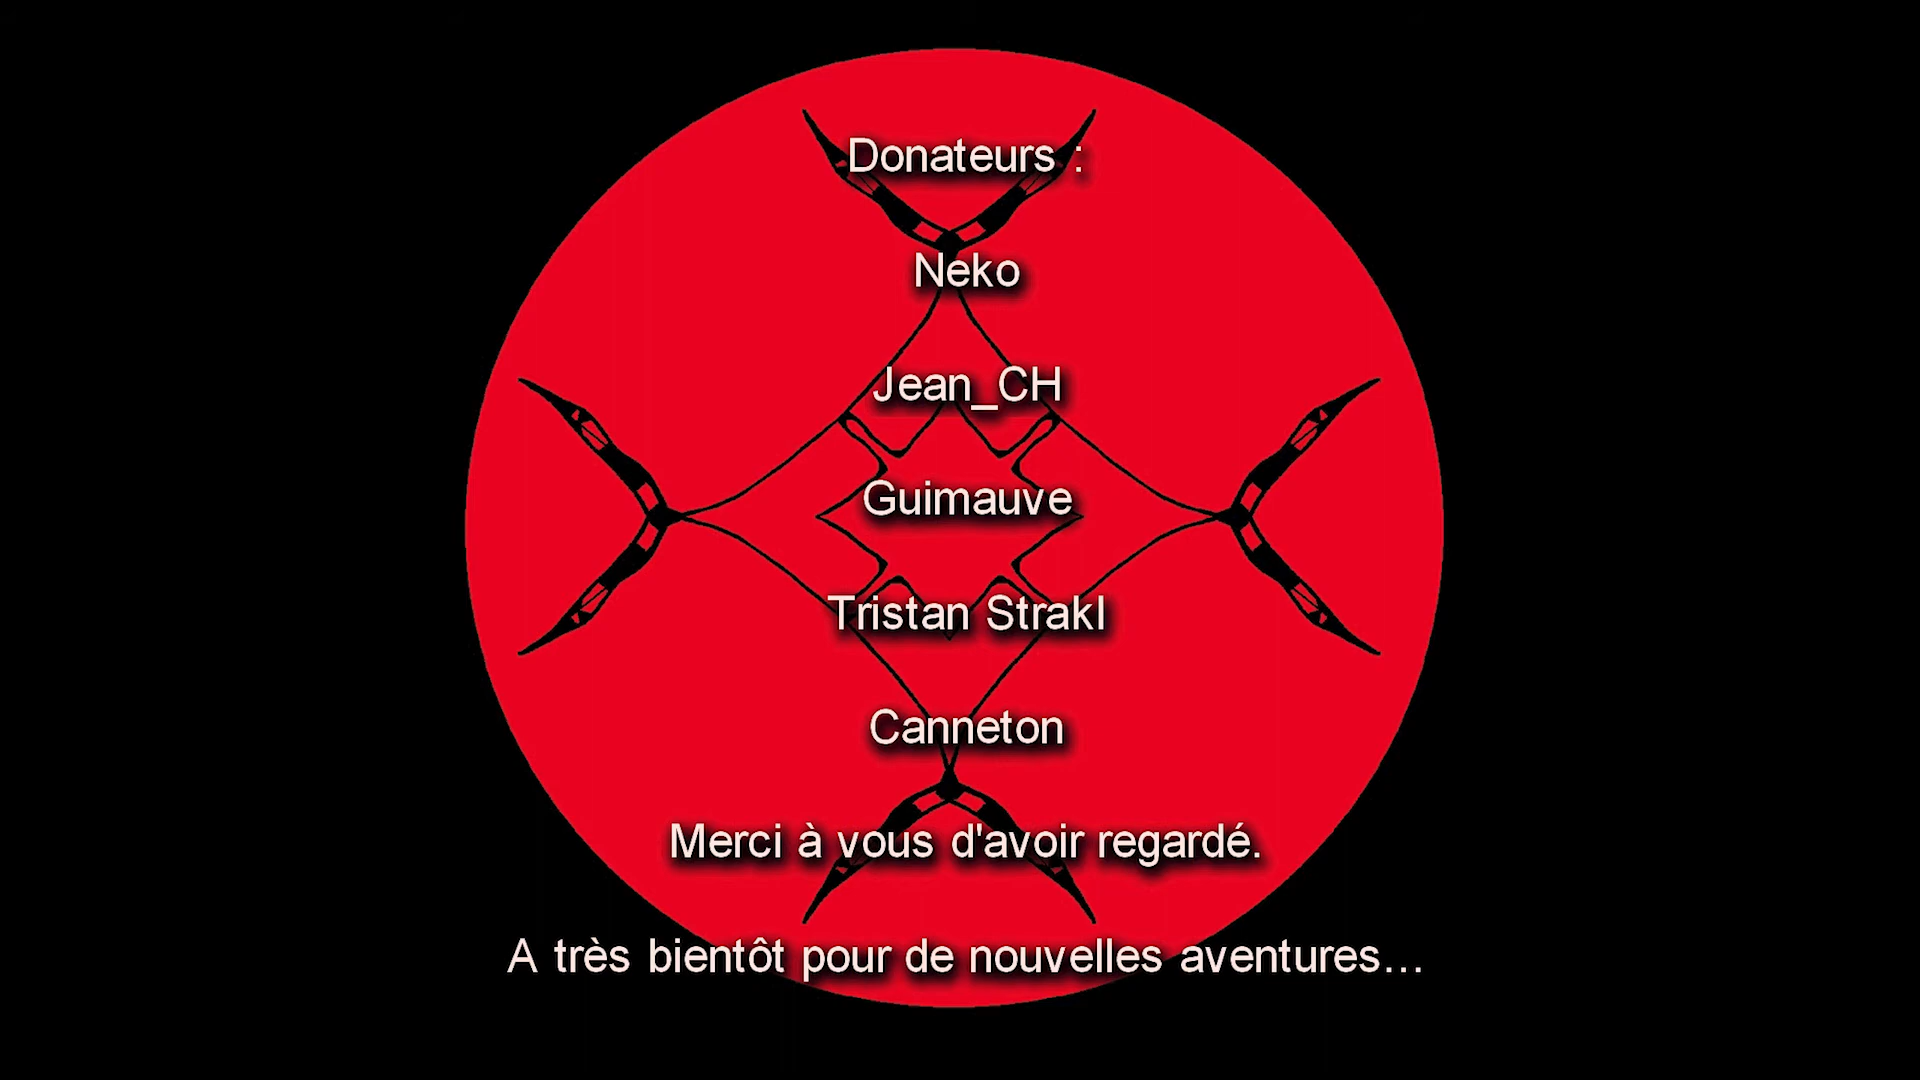 Donateurs :
Neko
Jean_CH
Guimauve
Tristan Strakl
Canneton
Merci à vous d'avoir regardé.
A très bientôt pour de nouvelles aventures...